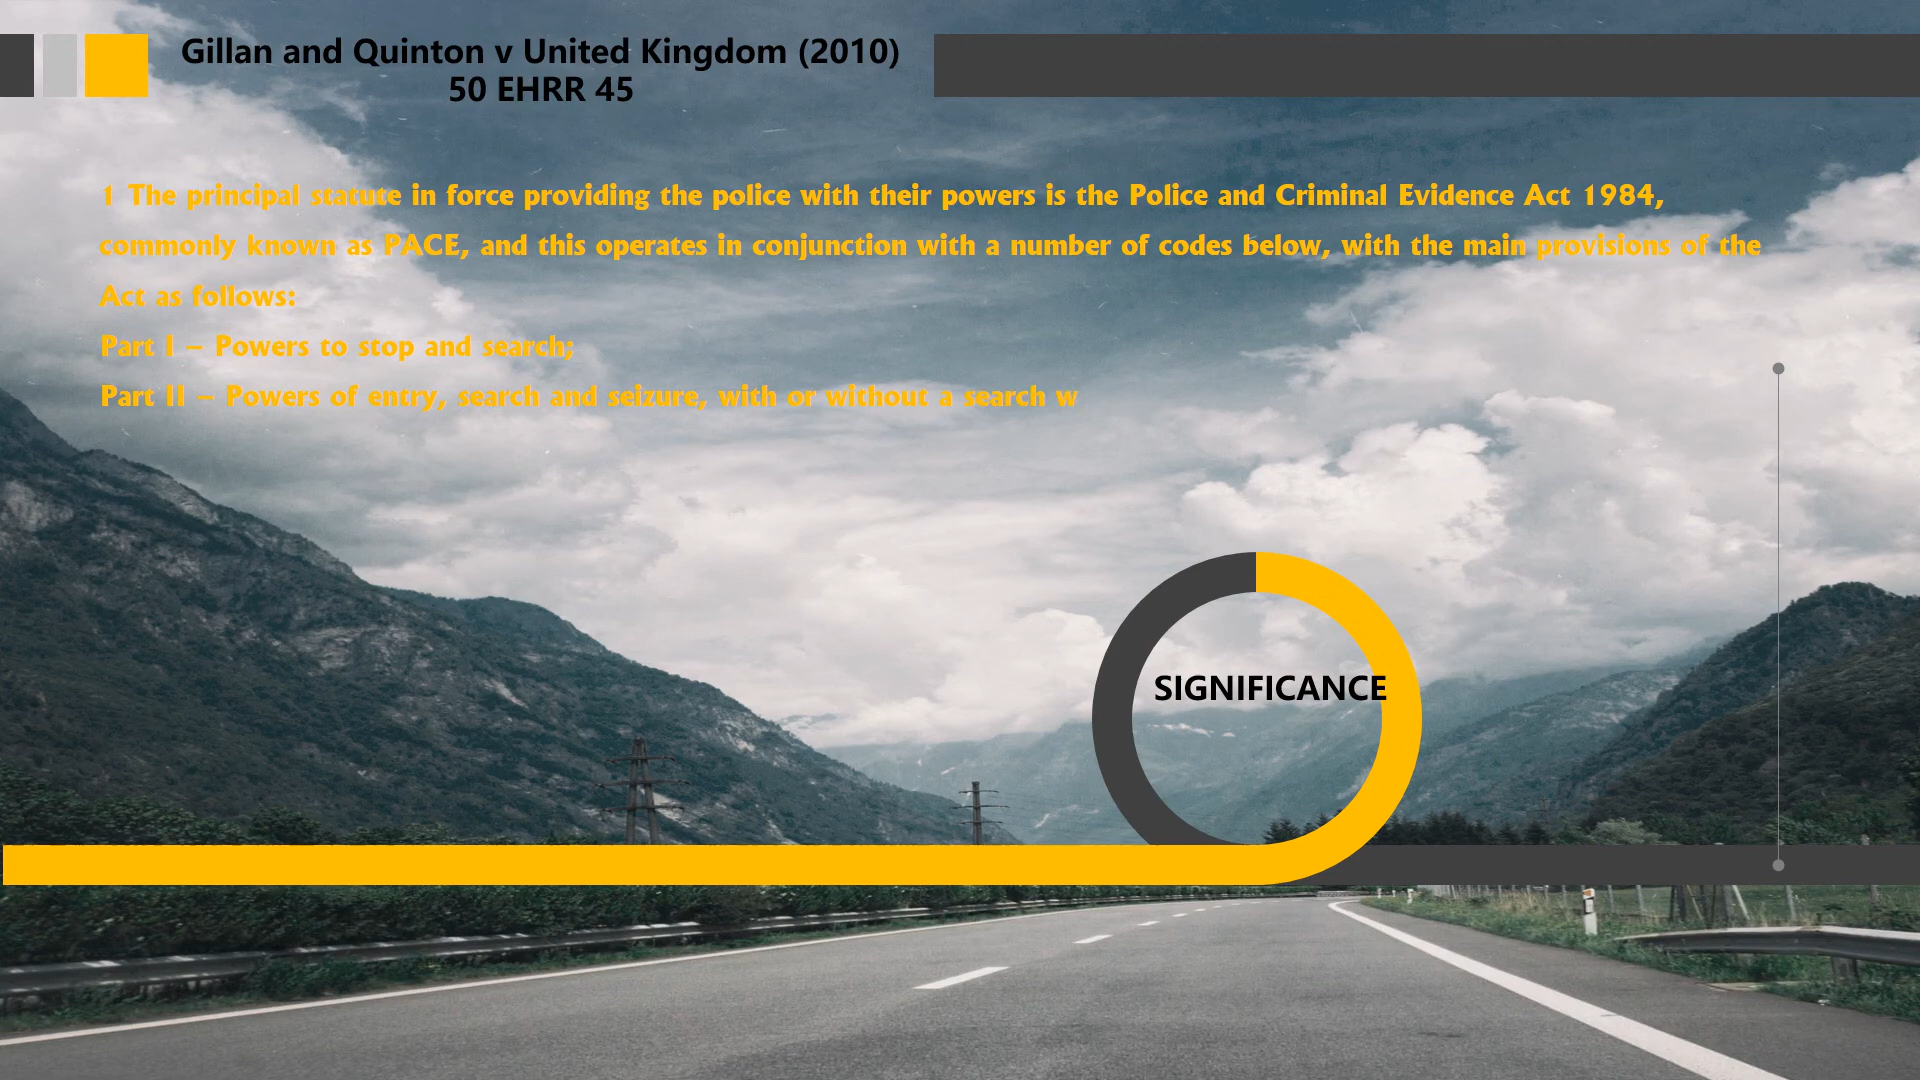 Gillan and Quinton v United Kingdom (2010)
50 EHRR 45
1 The principal statute in force providing the police with their powers is the Police and Criminal Evidence Act 1984,
commonly known as PACE, and this operates in conjunction with a number of codes below, with the main provisions of the
Act as follows:
Part I – Powers to stop and search;
Part II – Powers of entry, search and seizure, with or without a search w
SIGNIFICANCE